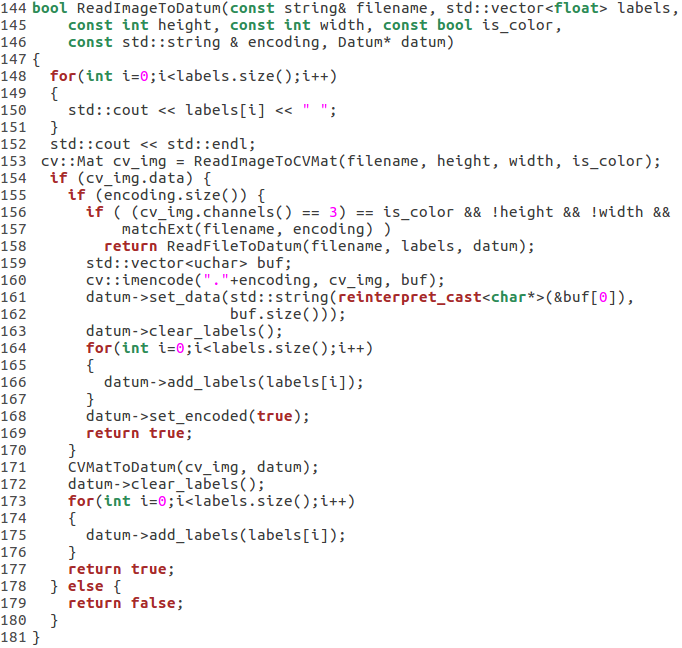 144 bool ReadImageToDatum(const string& filename, std::vector<float> labels,
145     const int height, const int width, const bool is_color,
146     const std::string & encoding, Datum* datum)
147 {
148   for(int i=0;i<labels.size();i++)
149   {
150     std::cout << labels[i] << " ";
151   }
152   std::cout << std::endl;
153  cv::Mat cv_img = ReadImageToCVMat(filename, height, width, is_color);
154   if (cv_img.data) {
155     if (encoding.size()) {
156       if ( (cv_img.channels() == 3) == is_color && !height && !width &&
157           matchExt(filename, encoding) )
158         return ReadFileToDatum(filename, labels, datum);
159       std::vector<uchar> buf;
160       cv::imencode("."+encoding, cv_img, buf);
161       datum->set_data(std::string(reinterpret_cast<char*>(&buf[0]),
162                       buf.size()));
163       datum->clear_labels();
164       for(int i=0;i<labels.size();i++)
165       {
166         datum->add_labels(labels[i]);
167       }
168       datum->set_encoded(true);
169       return true;
170     }
171     CVMatToDatum(cv_img, datum);
172     datum->clear_labels();
173     for(int i=0;i<labels.size();i++)
174     {
175       datum->add_labels(labels[i]);
176     }
177     return true;
178   } else {
179     return false;
180   }
181 }